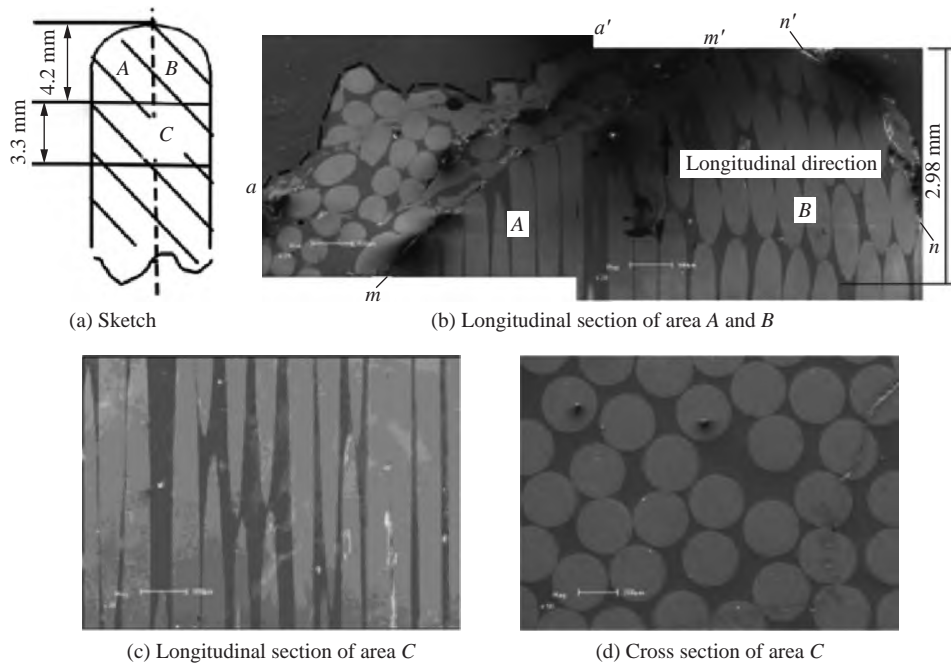 4.2 mm
3.3 mm
A
B
C
(a) Sketch
a
a′
m
m′
n′
n
A
B
Longitudinal direction
2.98 mm
(b) Longitudinal section of area A and B
(c) Longitudinal section of area C
(d) Cross section of area C